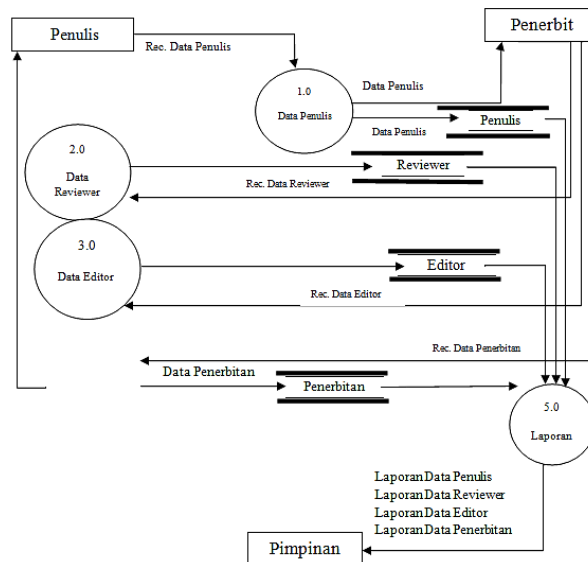 Penulis
Penerbit
Rec. Data Penulis
1.0
Data Penulis
Data Penulis
Data Penulis
Penulis
2.0
Data
Reviewer
Reviewer
Rec. Data Reviewer
3.0
Data Editor
Editor
Rec. Data Editor
Rec. Data Penerbitan
Data Penerbitan
Penerbitan
5.0
Laporan
Laporan Data Penulis
Laporan Data Reviewer
Laporan Data Editor
Laporan Data Penerbitan
Pimpinan